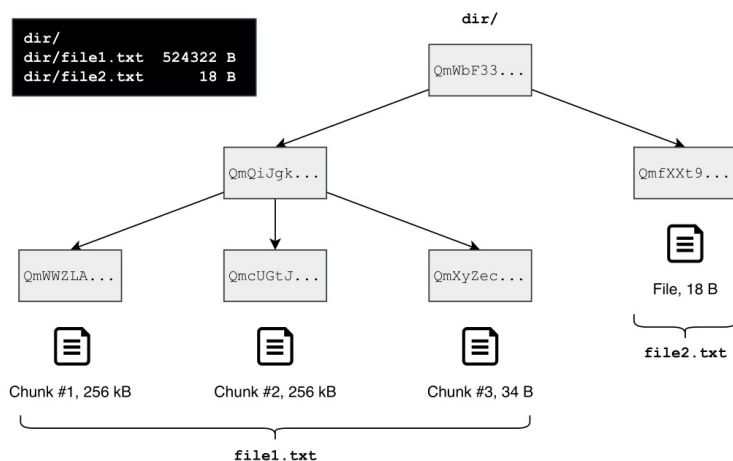 dir/
dir/file1.txt 524322 B
dir/file2.txt 18 B
dir/
QmWbF33...
QmQiJgk...
QmfXXt9...
QmWWZLA...
QmcUGtJ...
QmXyZec...
File, 18 B
file2.txt
Chunk #1, 256 kB
Chunk #2, 256 kB
Chunk #3, 34 B
file1.txt